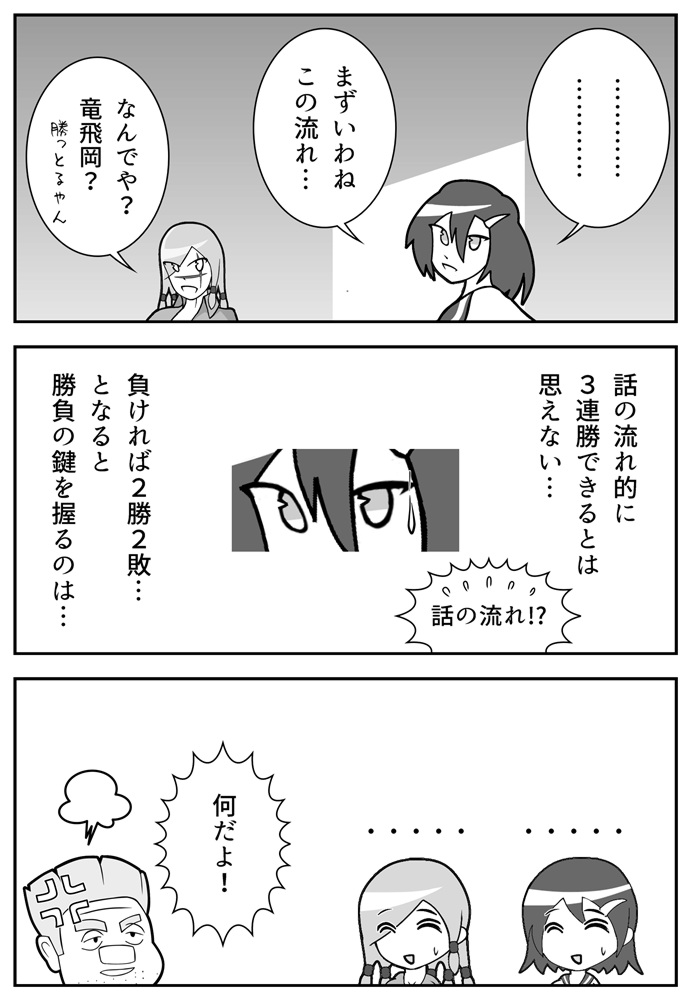 …………
…………
まずいわね
この流れ…
なんでや？
竜飛岡？
勝っとるやん
話の流れ的に
３連勝できるとは
思えない…
話の流れ!?
負ければ２勝２敗…
となると
勝負の鍵を握るのは…
・・・・・
・・・・・
何だよ！